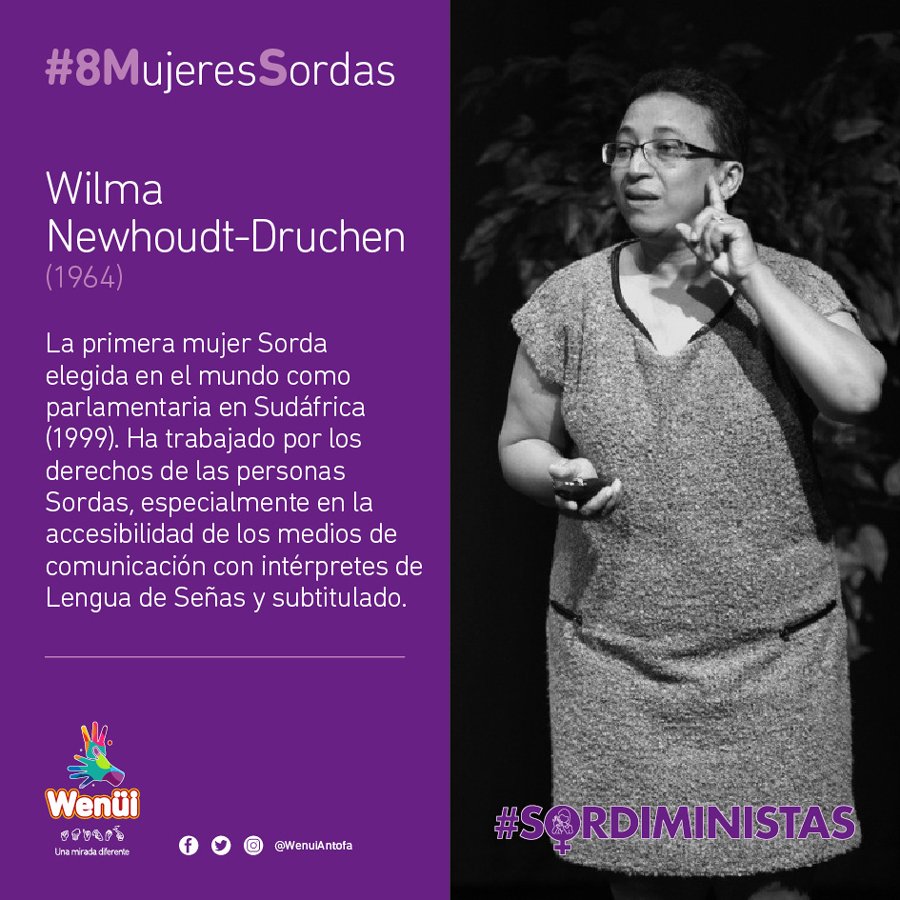 #8MujeresSordas
Wilma
Newhoudt-Druchen
(1964)
La primera mujer Sorda
elegida en el mundo como
parlamentaria en Sudáfrica
(1999). Ha trabajado por los
derechos de las personas
Sordas, especialmente en la
accesibilidad de los medios de
comunicación con intérpretes de
Lengua de Señas y subtitulado.
Wenüi
Una mirada diferente
@WenuiAntofa
#SORDIMINISTAS